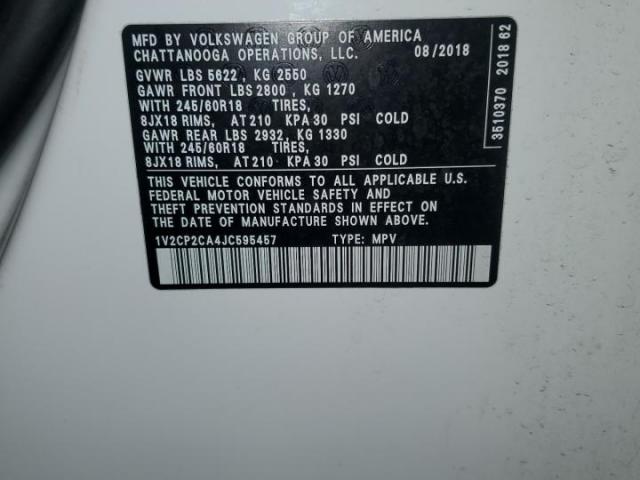 MFD BY VOLKSWAGEN GROUP OF AMERICA
CHATTANOOGA OPERATIONS, LLC. 08/2018
GVWR LBS 5622 , KG 2550
GAWR FRONT LBS 2800 , KG 1270
WITH 245/60R18 TIRES,
8JX18 RIMS, AT 210 KPA 30 PSI COLD
GAWR REAR LBS 2932, KG 1330
WITH 245/60R18 TIRES,
8JX18 RIMS, AT 210 KPA 30 PSI COLD
THIS VEHICLE CONFORMS TO ALL APPLICABLE U.S.
FEDERAL MOTOR VEHICLE SAFETY AND
THEFT PREVENTION STANDARDS IN EFFECT ON
THE DATE OF MANUFACTURE SHOWN ABOVE.
1V2CP2CA4JC595457 TYPE: MPV
3510370 2018 62